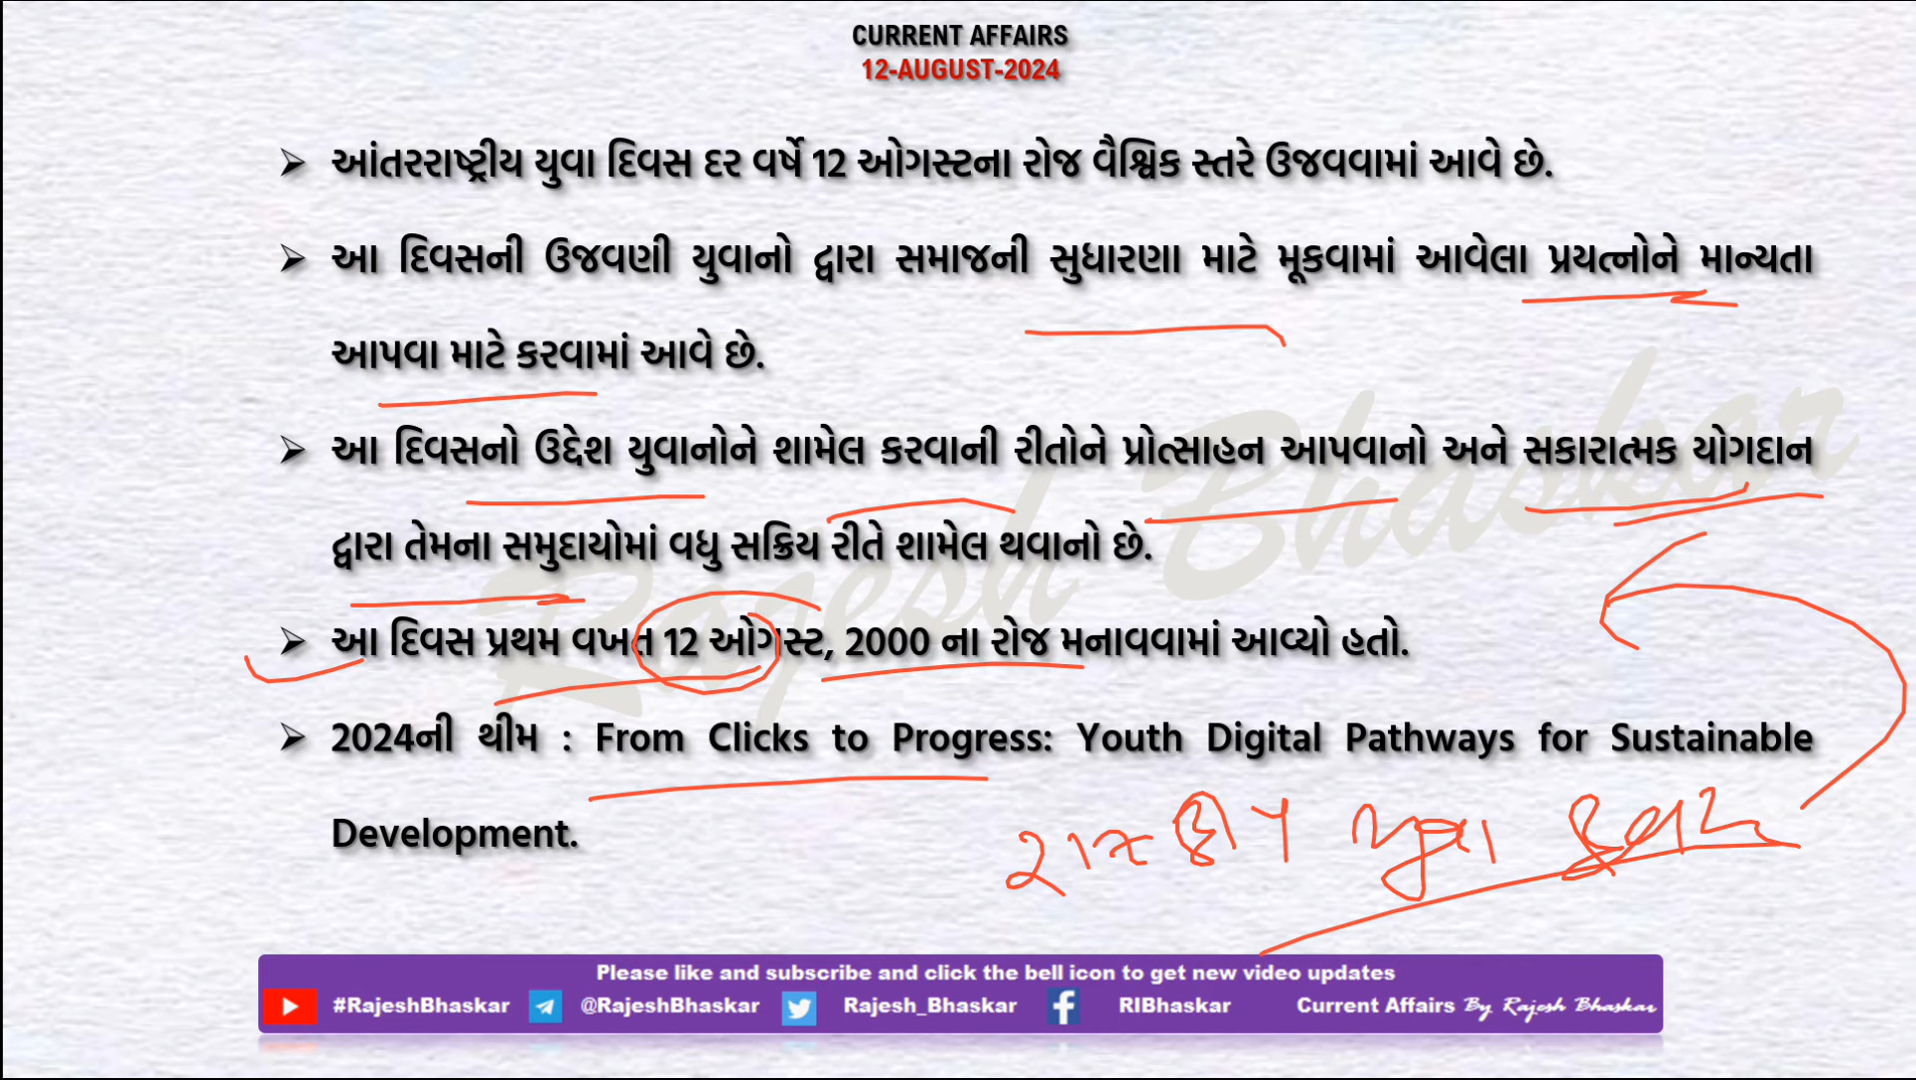 CURRENT AFFAIRS
12-AUGUST-2024
➢ આંતરરાષ્ટ્રીય યુવા દિવસ દર વર્ષે 12 ઓગસ્ટના રોજ વૈશ્વિક સ્તરે ઉજવવામાં આવે છે.
➢ આ દિવસની ઉજવણી યુવાનો દ્વારા સમાજની સુધારણા માટે મૂકવામાં આવેલા પ્રયત્નોને માન્યતા
આપવા માટે કરવામાં આવે છે.
➢ આ દિવસનો ઉદ્દેશ યુવાનોને શામેલ કરવાની રીતોને પ્રોત્સાહન આપવાનો અને સકારાત્મક યોગદાન
દ્વારા તેમના સમુદાયોમાં વધુ સક્રિય રીતે શામેલ થવાનો છે.
➢ આ દિવસ પ્રથમ વખત 12 ઓગસ્ટ, 2000 ના રોજ મનાવવામાં આવ્યો હતો.
➢ 2024ની થીમ : From Clicks to Progress: Youth Digital Pathways for Sustainable
Development.
યુવા
Rajesh Bhaskar
Please like and subscribe and click the bell icon to get new video updates
#RajeshBhaskar @RajeshBhaskar Rajesh_Bhaskar RIBhaskar Current Affairs By Rajesh Bhaskar